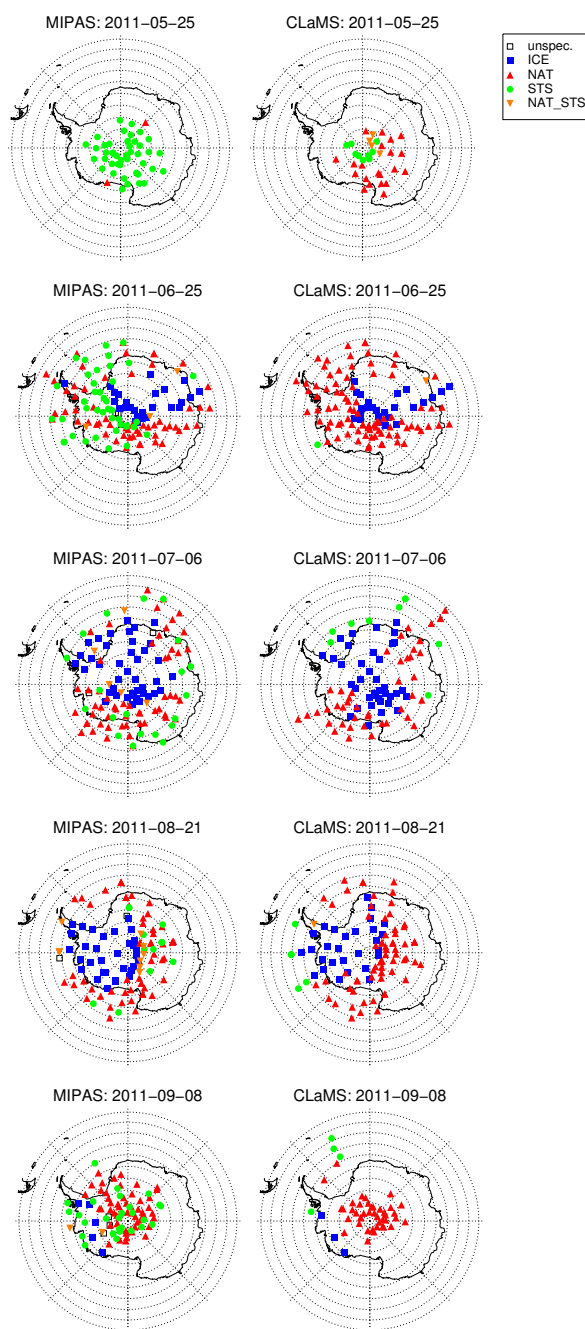 MIPAS: 2011-05-25
CLaMS: 2011-05-25
unspec.
ICE
NAT
STS
NAT_STS
MIPAS: 2011-06-25
CLaMS: 2011-06-25
MIPAS: 2011-07-06
CLaMS: 2011-07-06
MIPAS: 2011-08-21
CLaMS: 2011-08-21
MIPAS: 2011-09-08
CLaMS: 2011-09-08